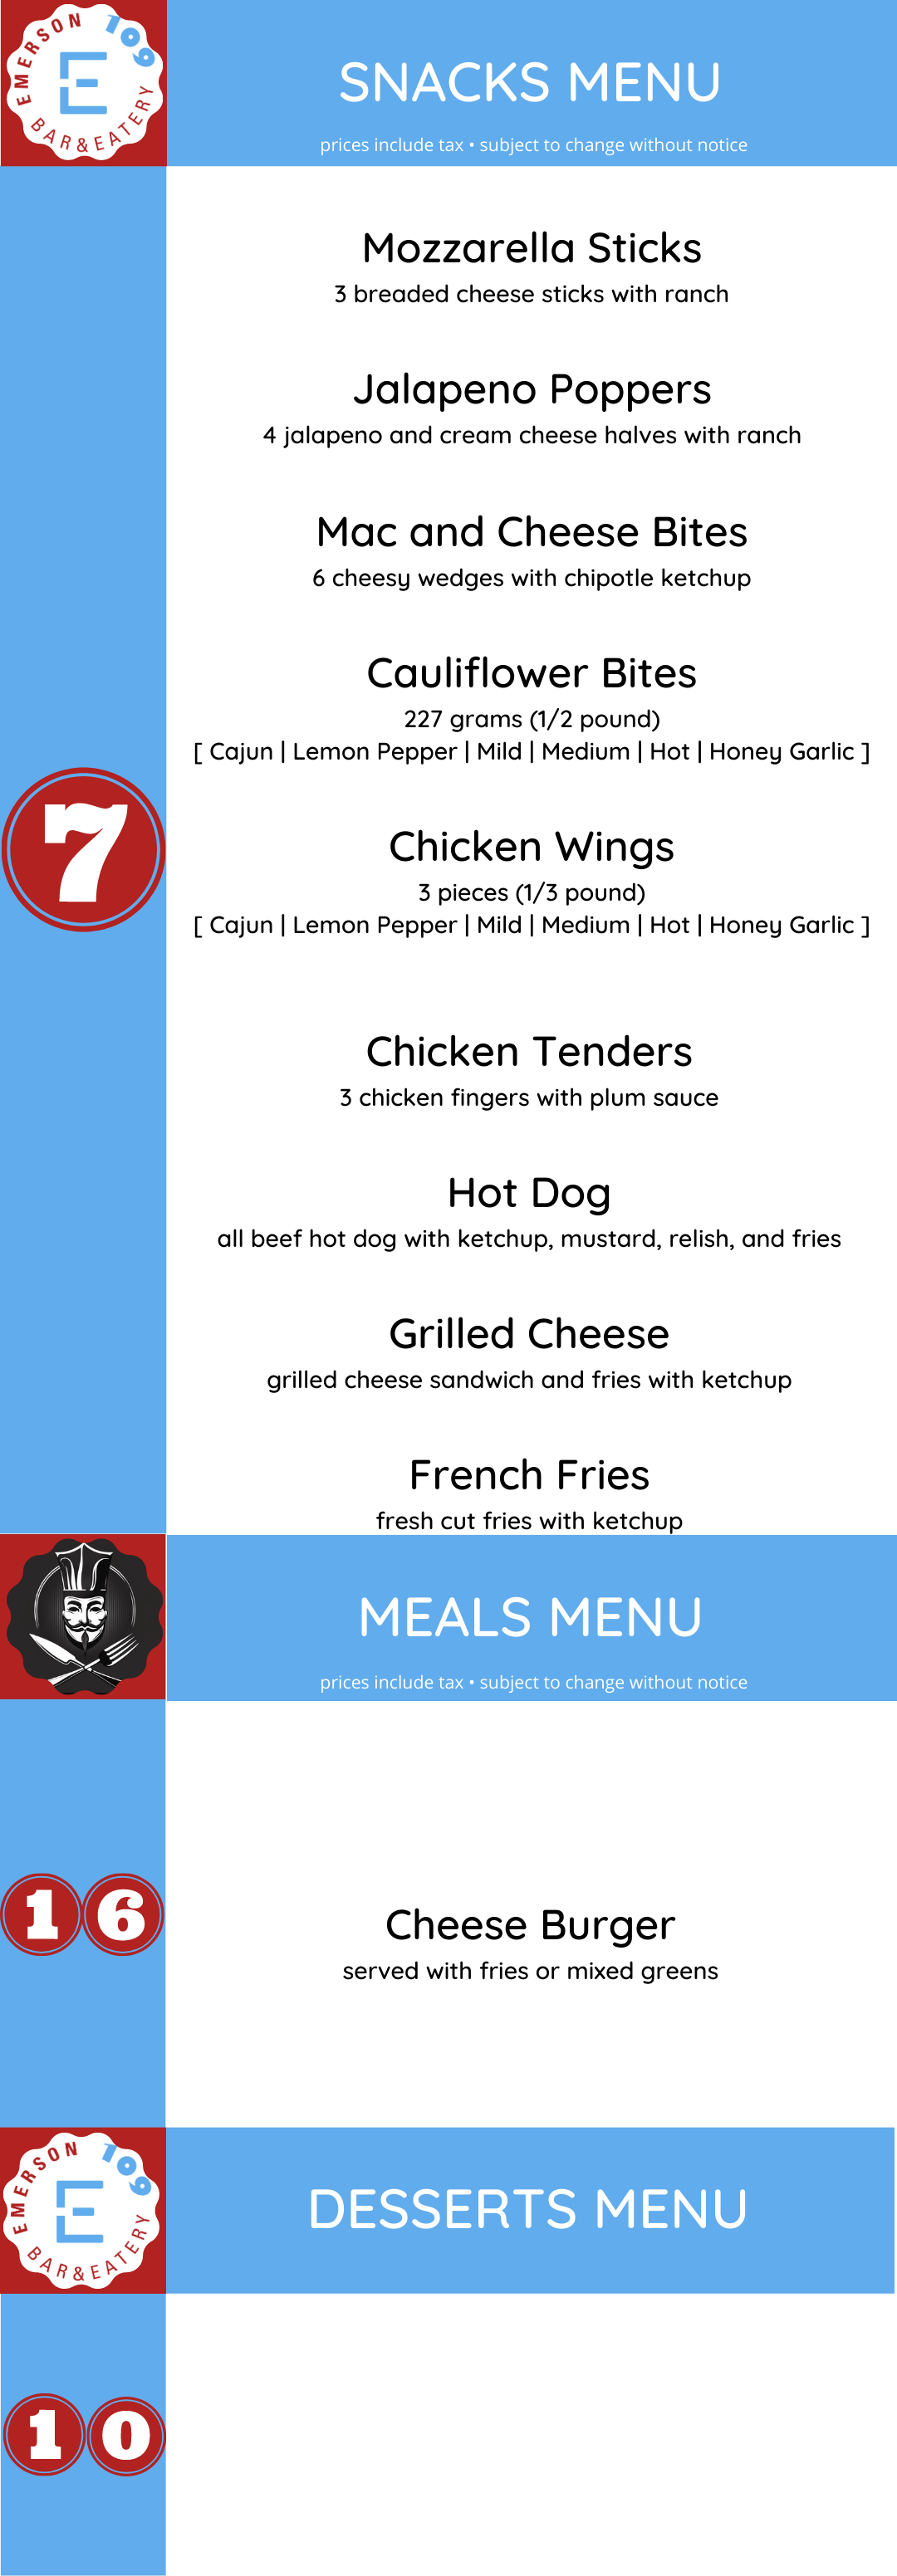 EMERSON 109
E
BAR & EATERY
SNACKS MENU
prices include tax • subject to change without notice
Mozzarella Sticks
3 breaded cheese sticks with ranch
Jalapeno Poppers
4 jalapeno and cream cheese halves with ranch
Mac and Cheese Bites
6 cheesy wedges with chipotle ketchup
Cauliflower Bites
227 grams (1/2 pound)
[ Cajun | Lemon Pepper | Mild | Medium | Hot | Honey Garlic ]
7
Chicken Wings
3 pieces (1/3 pound)
[ Cajun | Lemon Pepper | Mild | Medium | Hot | Honey Garlic ]
Chicken Tenders
3 chicken fingers with plum sauce
Hot Dog
all beef hot dog with ketchup, mustard, relish, and fries
Grilled Cheese
grilled cheese sandwich and fries with ketchup
French Fries
fresh cut fries with ketchup
MEALS MENU
prices include tax • subject to change without notice
16
Cheese Burger
served with fries or mixed greens
EMERSON 109
E
BAR & EATERY
DESSERTS MENU
10